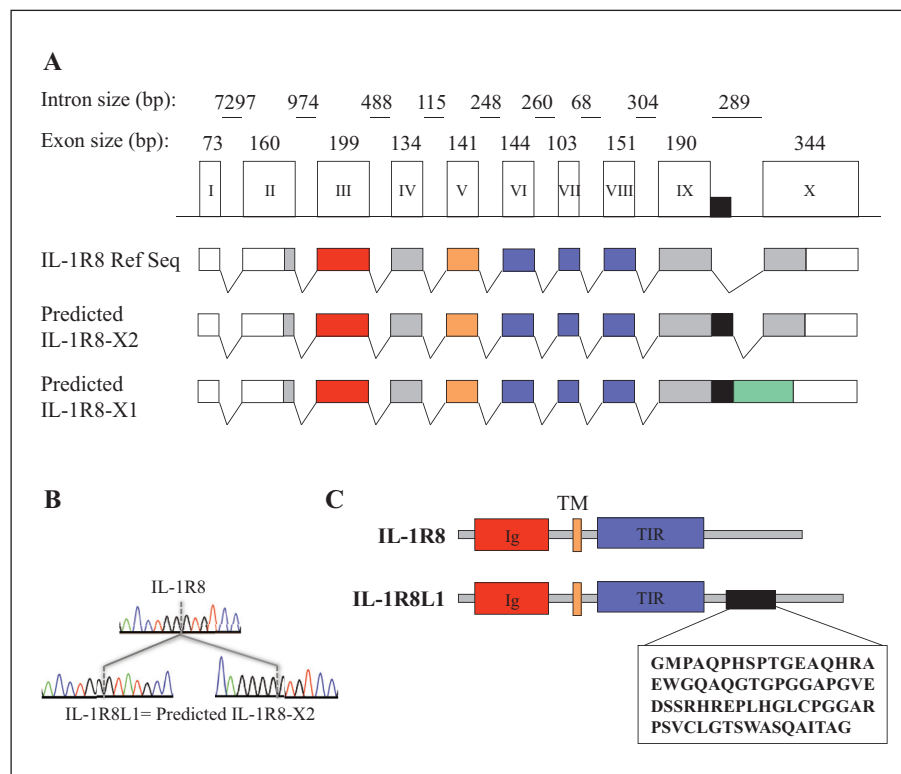 A
Intron size (bp):
7297 974 488 115 248 260 68 304 289
Exon size (bp):
73 160 199 134 141 144 103 151 190 344
I II III IV V VI VII VIII IX X
IL-1R8 Ref Seq
Predicted
IL-1R8-X2
Predicted
IL-1R8-X1
B
IL-1R8
IL-1R8L1= Predicted IL-1R8-X2
C
TM
IL-1R8
Ig TIR
IL-1R8L1
Ig TIR
GMPAQPHSPTGEAQHRA
EWGQAQGTGPGGAPGVE
DSSRHREPLHGLCPGGAR
PSVCLGTSWASQAITAG